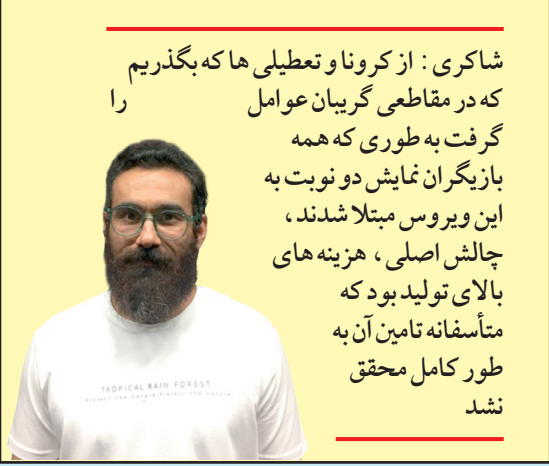 شاکری : از کرونا و تعطیلی ها که بگذریم
که در مقاطعی گریبان عوامل را
گرفت به طوری که همه
بازیگران نمایش دو نوبت به
این ویروس مبتلا شدند ،
چالش اصلی ، هزینه های
بالای تولید بود که
متأسفانه تامین آن به
طور کامل محقق
نشد
TROPICAL RAIN FOREST